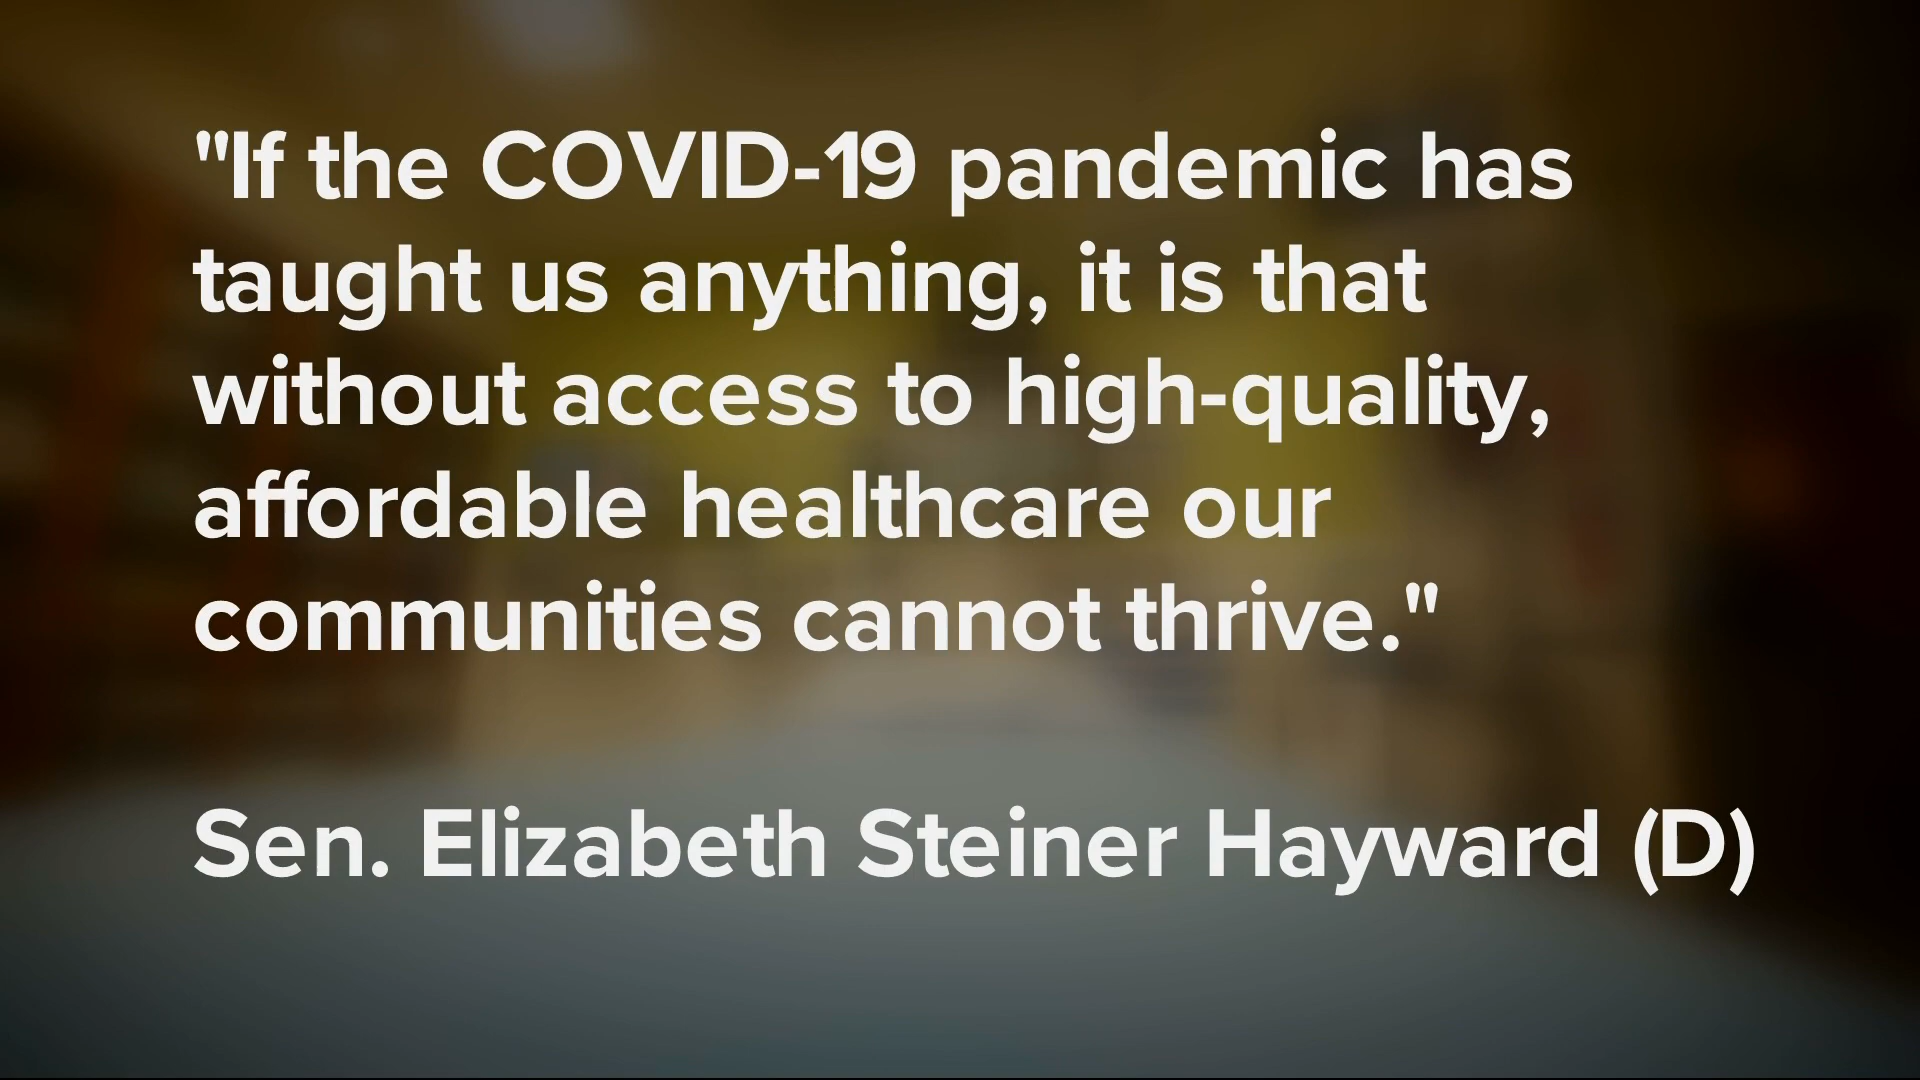 "If the COVID-19 pandemic has
taught us anything, it is that
without access to high-quality,
affordable healthcare our
communities cannot thrive."
Sen. Elizabeth Steiner Hayward (D)